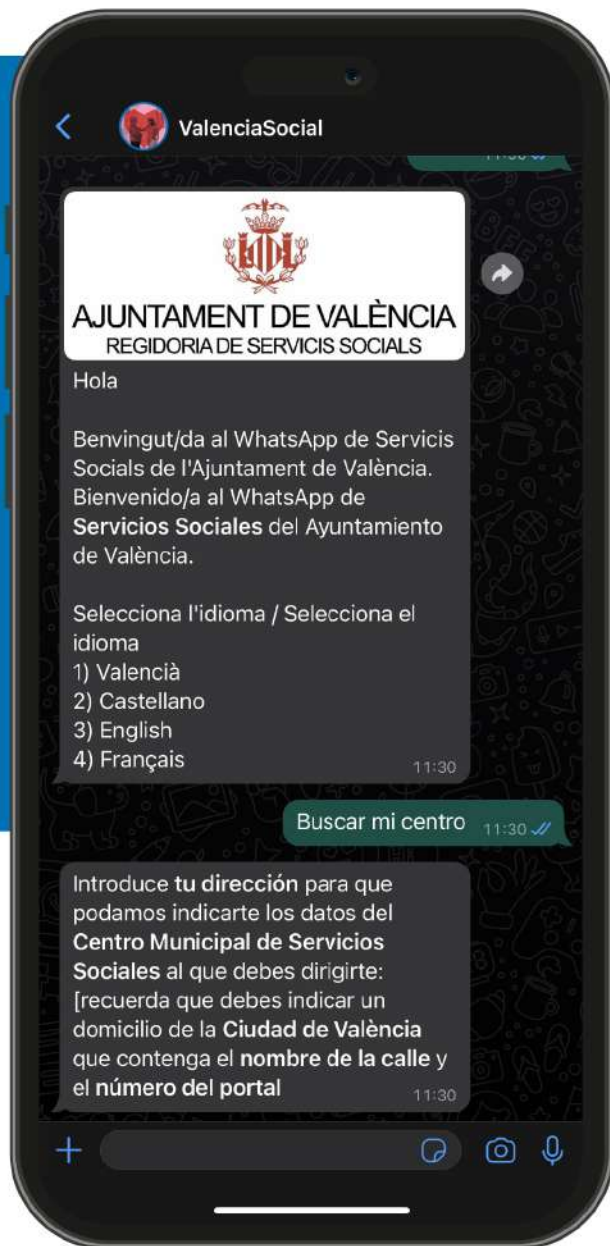 ValenciaSocial
11:30
AJUNTAMENT DE VALÈNCIA
REGIDORIA DE SERVICIS SOCIALS
Hola
Benvingut/da al WhatsApp de Servicis
Socials de l'Ajuntament de València.
Bienvenido/a al WhatsApp de
Servicios Sociales del Ayuntamiento
de València.
Selecciona l'idioma / Selecciona el
idioma
1) Valencià
2) Castellano
3) English
4) Français
11:30
Buscar mi centro 11:30
Introduce tu dirección para que
podamos indicarte los datos del
Centro Municipal de Servicios
Sociales al que debes dirigirte:
[recuerda que debes indicar un
domicilio de la Ciudad de València
que contenga el nombre de la calle y
el número del portal
11:30